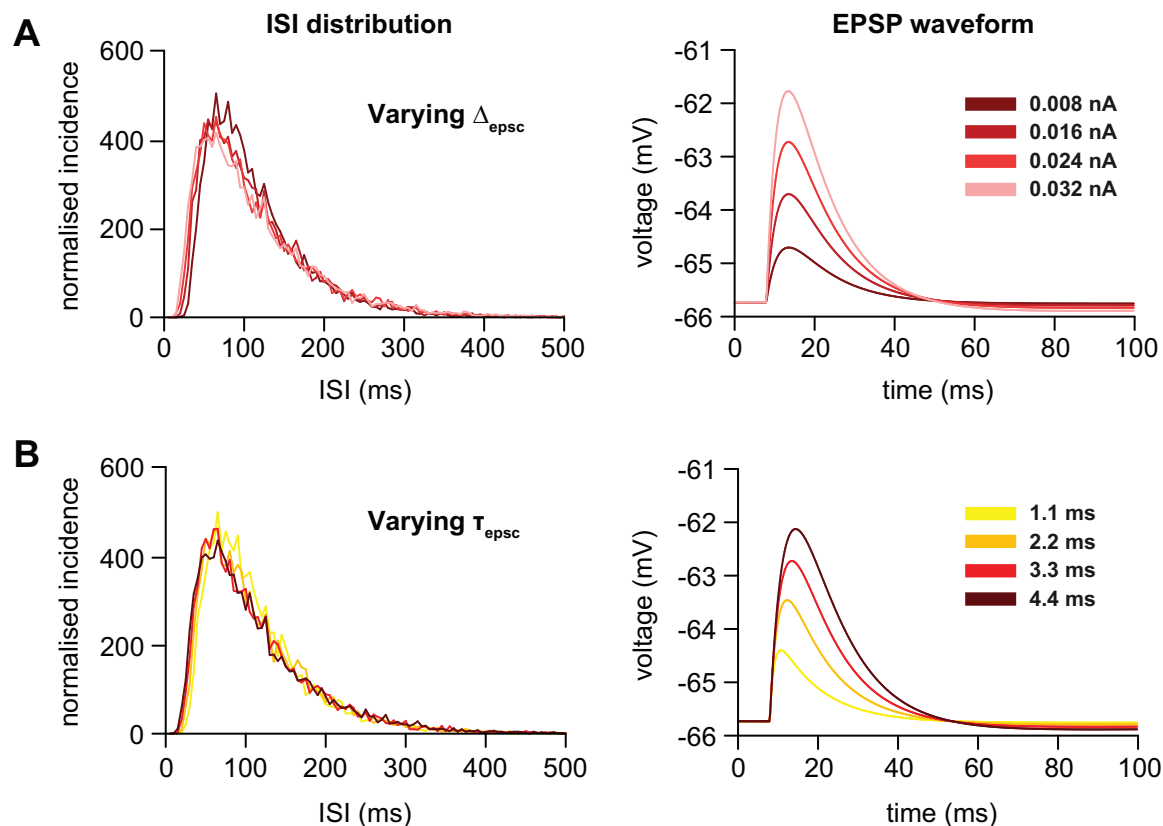 A
ISI distribution
EPSP waveform
normalised incidence
600
400
200
0
0
100
200
300
400
500
ISI (ms)
Varying Δepsc
voltage (mV)
-61
-62
-63
-64
-65
-66
0
20
40
60
80
100
time (ms)
0.008 nA
0.016 nA
0.024 nA
0.032 nA
B
normalised incidence
600
400
200
0
0
100
200
300
400
500
ISI (ms)
Varying τepsc
voltage (mV)
-61
-62
-63
-64
-65
-66
0
20
40
60
80
100
time (ms)
1.1 ms
2.2 ms
3.3 ms
4.4 ms